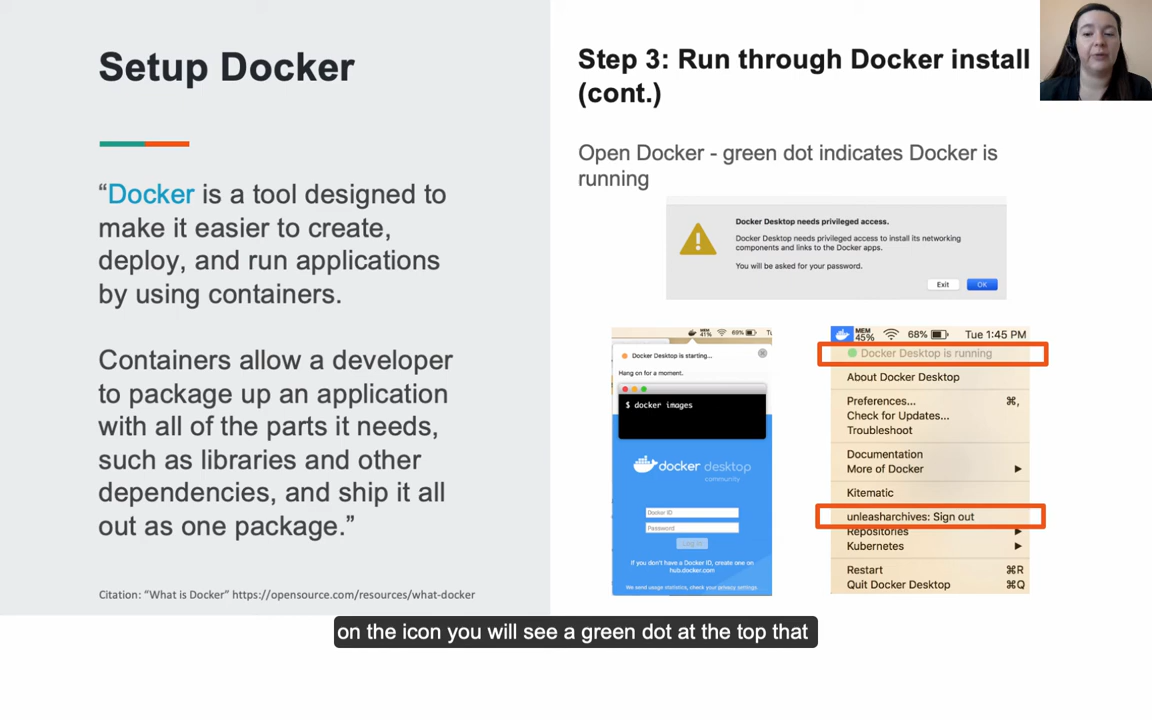 Setup Docker
“Docker is a tool designed to
make it easier to create,
deploy, and run applications
by using containers.
Containers allow a developer
to package up an application
with all of the parts it needs,
such as libraries and other
dependencies, and ship it all
out as one package.”
Citation: “What is Docker” https://opensource.com/resources/what-docker
Step 3: Run through Docker install
(cont.)
Open Docker - green dot indicates Docker is
running
Docker Desktop needs privileged access.
Docker Desktop needs privileged access to install its networking
components and links to the Docker apps.
You will be asked for your password.
Exit OK
MEM
41% 69%
Docker Desktop is starting...
Hang on for a moment.
$ docker images
docker desktop
community
Docker ID
Password
Log in
If you don't have a Docker ID, create one on
hub.docker.com
We send usage statistics, check your privacy settings.
MEM
45% 68% Tue 1:45 PM
Docker Desktop is running
About Docker Desktop
Preferences... ⌘,
Check for Updates...
Troubleshoot
Documentation
More of Docker
Kitematic
unleasharchives: Sign out
Repositories
Kubernetes
Restart ⌘R
Quit Docker Desktop ⌘Q
on the icon you will see a green dot at the top that